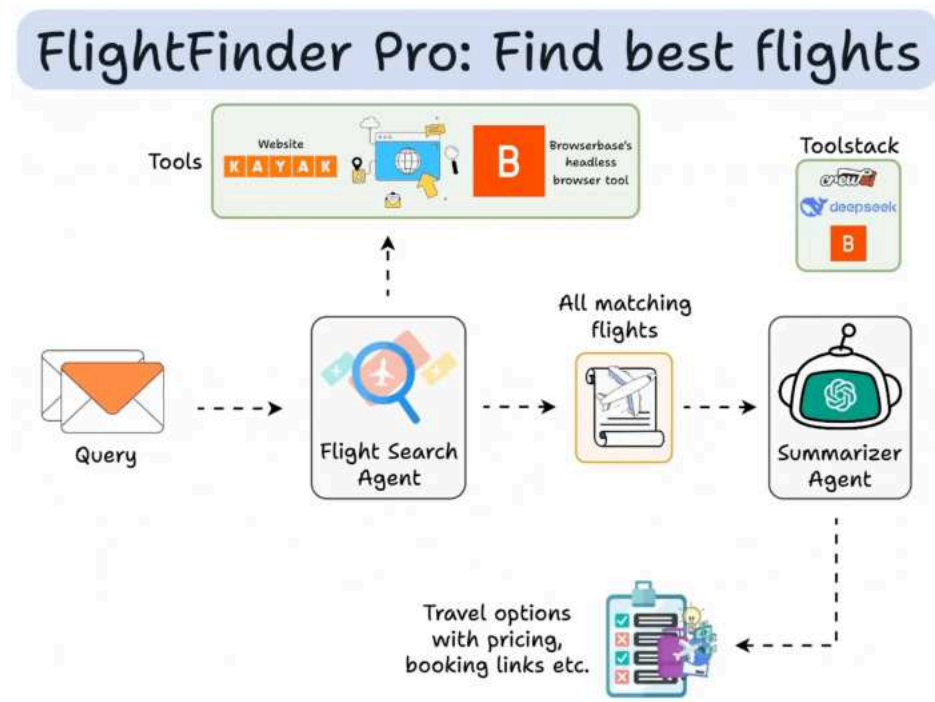 FlightFinder Pro: Find best flights
Tools
Website
KAYAK
B
Browserbase's
headless
browser tool
Toolstack
crewai
deepseek
B
All matching
flights
Query
Flight Search
Agent
Summarizer
Agent
Travel options
with pricing,
booking links etc.